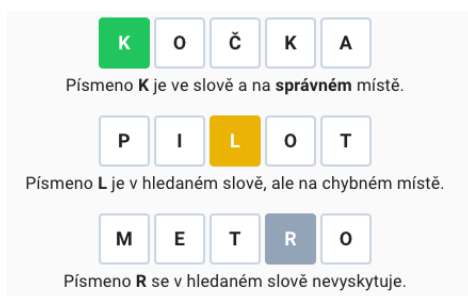 K O Č K A
Písmeno K je ve slově a na správném místě.
P I L O T
Písmeno L je v hledaném slově, ale na chybném místě.
M E T R O
Písmeno R se v hledaném slově nevyskytuje.